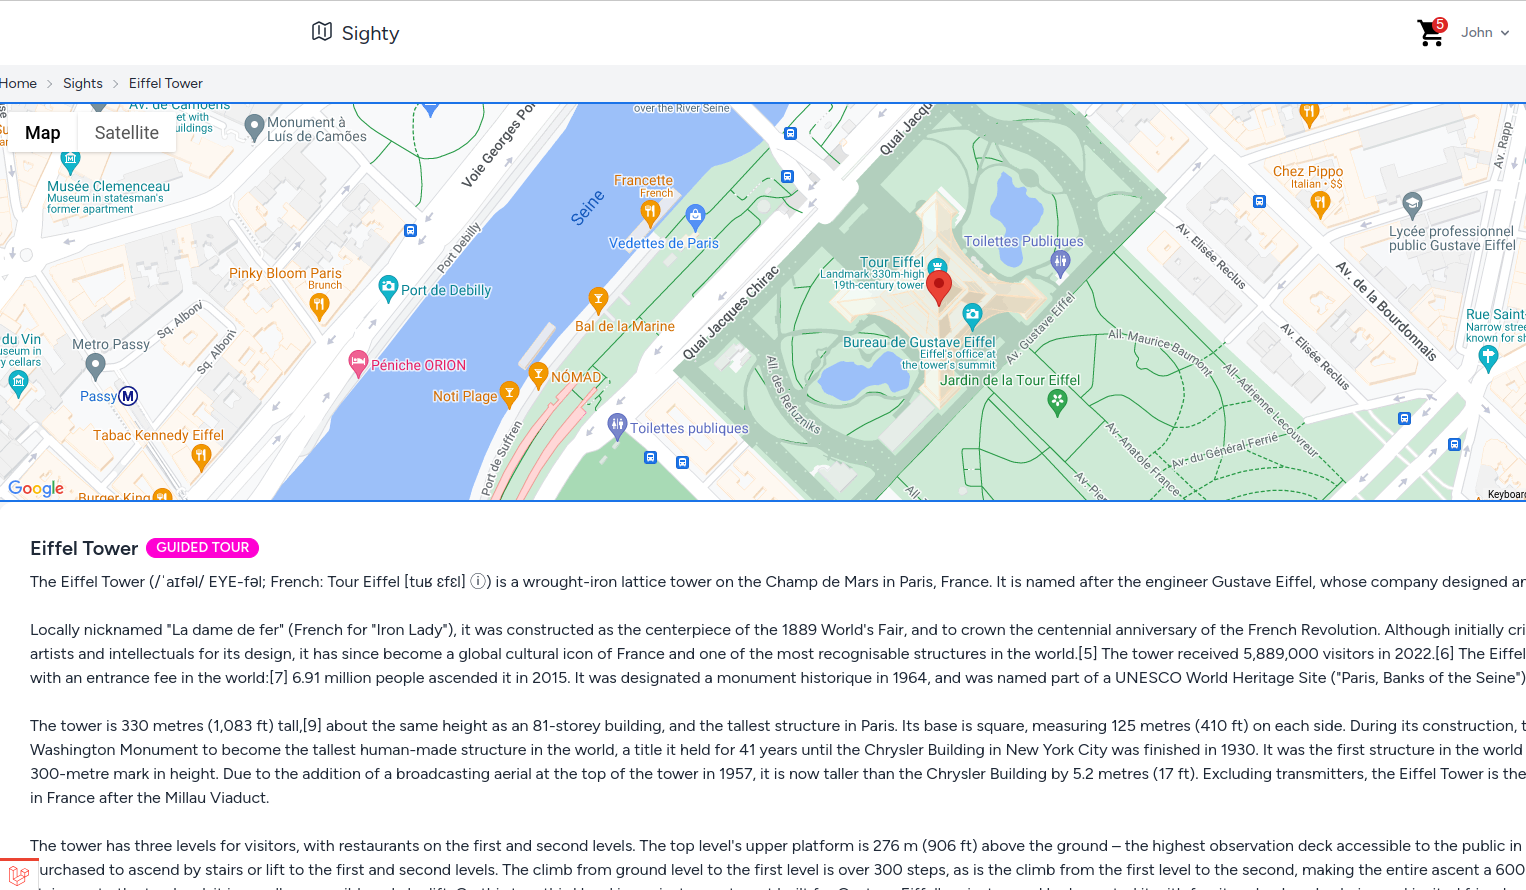 Sighty
5
John
Home
Sights
Eiffel Tower
Map
Satellite
Av. de Camoëns
et with
uildings
Monument à
Luís de Camões
Musée Clemenceau
Museum in statesman's
former apartment
over the River Seine
Voie Georges Po
Port Debilly
Seine
Francette
French
Vedettes de Paris
Quai Jacqu
Quai Jacques Chirac
Pinky Bloom Paris
Brunch
Port de Debilly
Bal de la Marine
Sq. Alboni
Sq. Alboni
Metro Passy
Passy
M
du Vin
useum in
y cellars
Péniche ORION
NÓMAD
Noti Plage
Tabac Kennedy Eiffel
Burger King
Port de Suffren
Toilettes publiques
Tour Eiffel
Landmark 330m-high
19th-century tower
Toilettes Publiques
Bureau de Gustave Eiffel
Eiffel's office at
the tower's summit
Av. Gustave Eiffel
Jardin de la Tour Eiffel
All. des Refuzniks
All. Maurice-Baumont
All.-Adrienne-Lecouvreur
Av.-Anatole France
Av.-du-Général-Ferrié
Av.-Pie
All.-
Chez Pippo
Italian · $$
Lycée professionnel
public Gustave Eiffel
Av. Rapp
Av. Elisée Reclus
Av. Elisée Reclus
Av. de la Bourdonnais
Rue Saint-
Narrow stree
known for sh
Google
Keyboard
Eiffel Tower
GUIDED TOUR
The Eiffel Tower (/ˈaɪfəl/ EYE-fəl; French: Tour Eiffel [tuʁ ɛfɛl] ⓘ) is a wrought-iron lattice tower on the Champ de Mars in Paris, France. It is named after the engineer Gustave Eiffel, whose company designed an
Locally nicknamed "La dame de fer" (French for "Iron Lady"), it was constructed as the centerpiece of the 1889 World's Fair, and to crown the centennial anniversary of the French Revolution. Although initially cri
artists and intellectuals for its design, it has since become a global cultural icon of France and one of the most recognisable structures in the world.[5] The tower received 5,889,000 visitors in 2022.[6] The Eiffel
with an entrance fee in the world:[7] 6.91 million people ascended it in 2015. It was designated a monument historique in 1964, and was named part of a UNESCO World Heritage Site ("Paris, Banks of the Seine")
The tower is 330 metres (1,083 ft) tall,[9] about the same height as an 81-storey building, and the tallest structure in Paris. Its base is square, measuring 125 metres (410 ft) on each side. During its construction, t
Washington Monument to become the tallest human-made structure in the world, a title it held for 41 years until the Chrysler Building in New York City was finished in 1930. It was the first structure in the world
300-metre mark in height. Due to the addition of a broadcasting aerial at the top of the tower in 1957, it is now taller than the Chrysler Building by 5.2 metres (17 ft). Excluding transmitters, the Eiffel Tower is the
in France after the Millau Viaduct.
The tower has three levels for visitors, with restaurants on the first and second levels. The top level's upper platform is 276 m (906 ft) above the ground – the highest observation deck accessible to the public in
urchased to ascend by stairs or lift to the first and second levels. The climb from ground level to the first level is over 300 steps, as is the climb from the first level to the second, making the entire ascent a 600